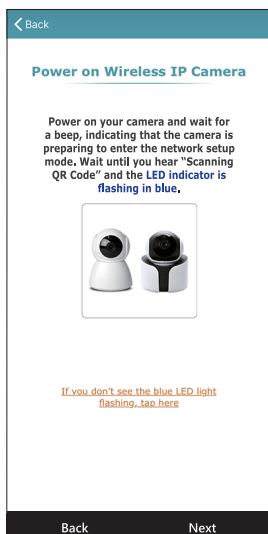 Back
Power on Wireless IP Camera
Power on your camera and wait for
a beep, indicating that the camera is
preparing to enter the network setup
mode. Wait until you hear “Scanning
QR Code” and the LED indicator is
flashing in blue.
If you don’t see the blue LED light
flashing, tap here
Back Next